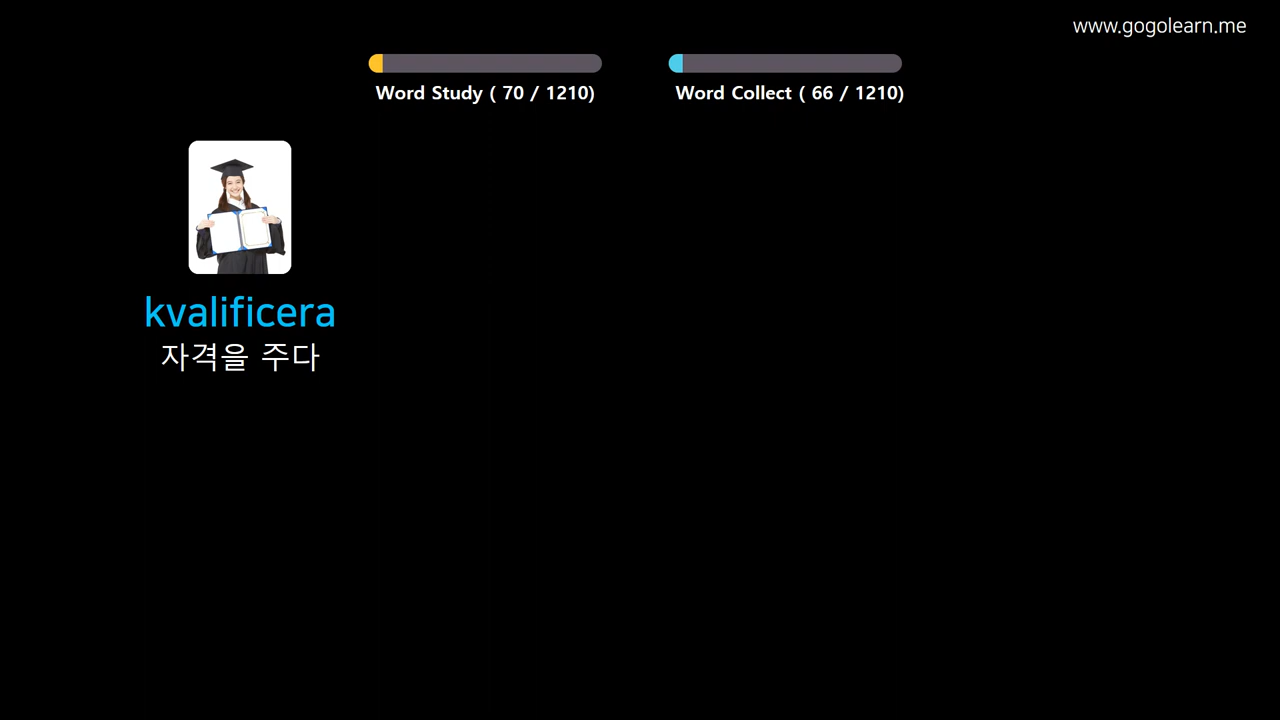 www.gogolearn.me
Word Study ( 70 / 1210)
Word Collect ( 66 / 1210)
kvalificera
자격을 주다